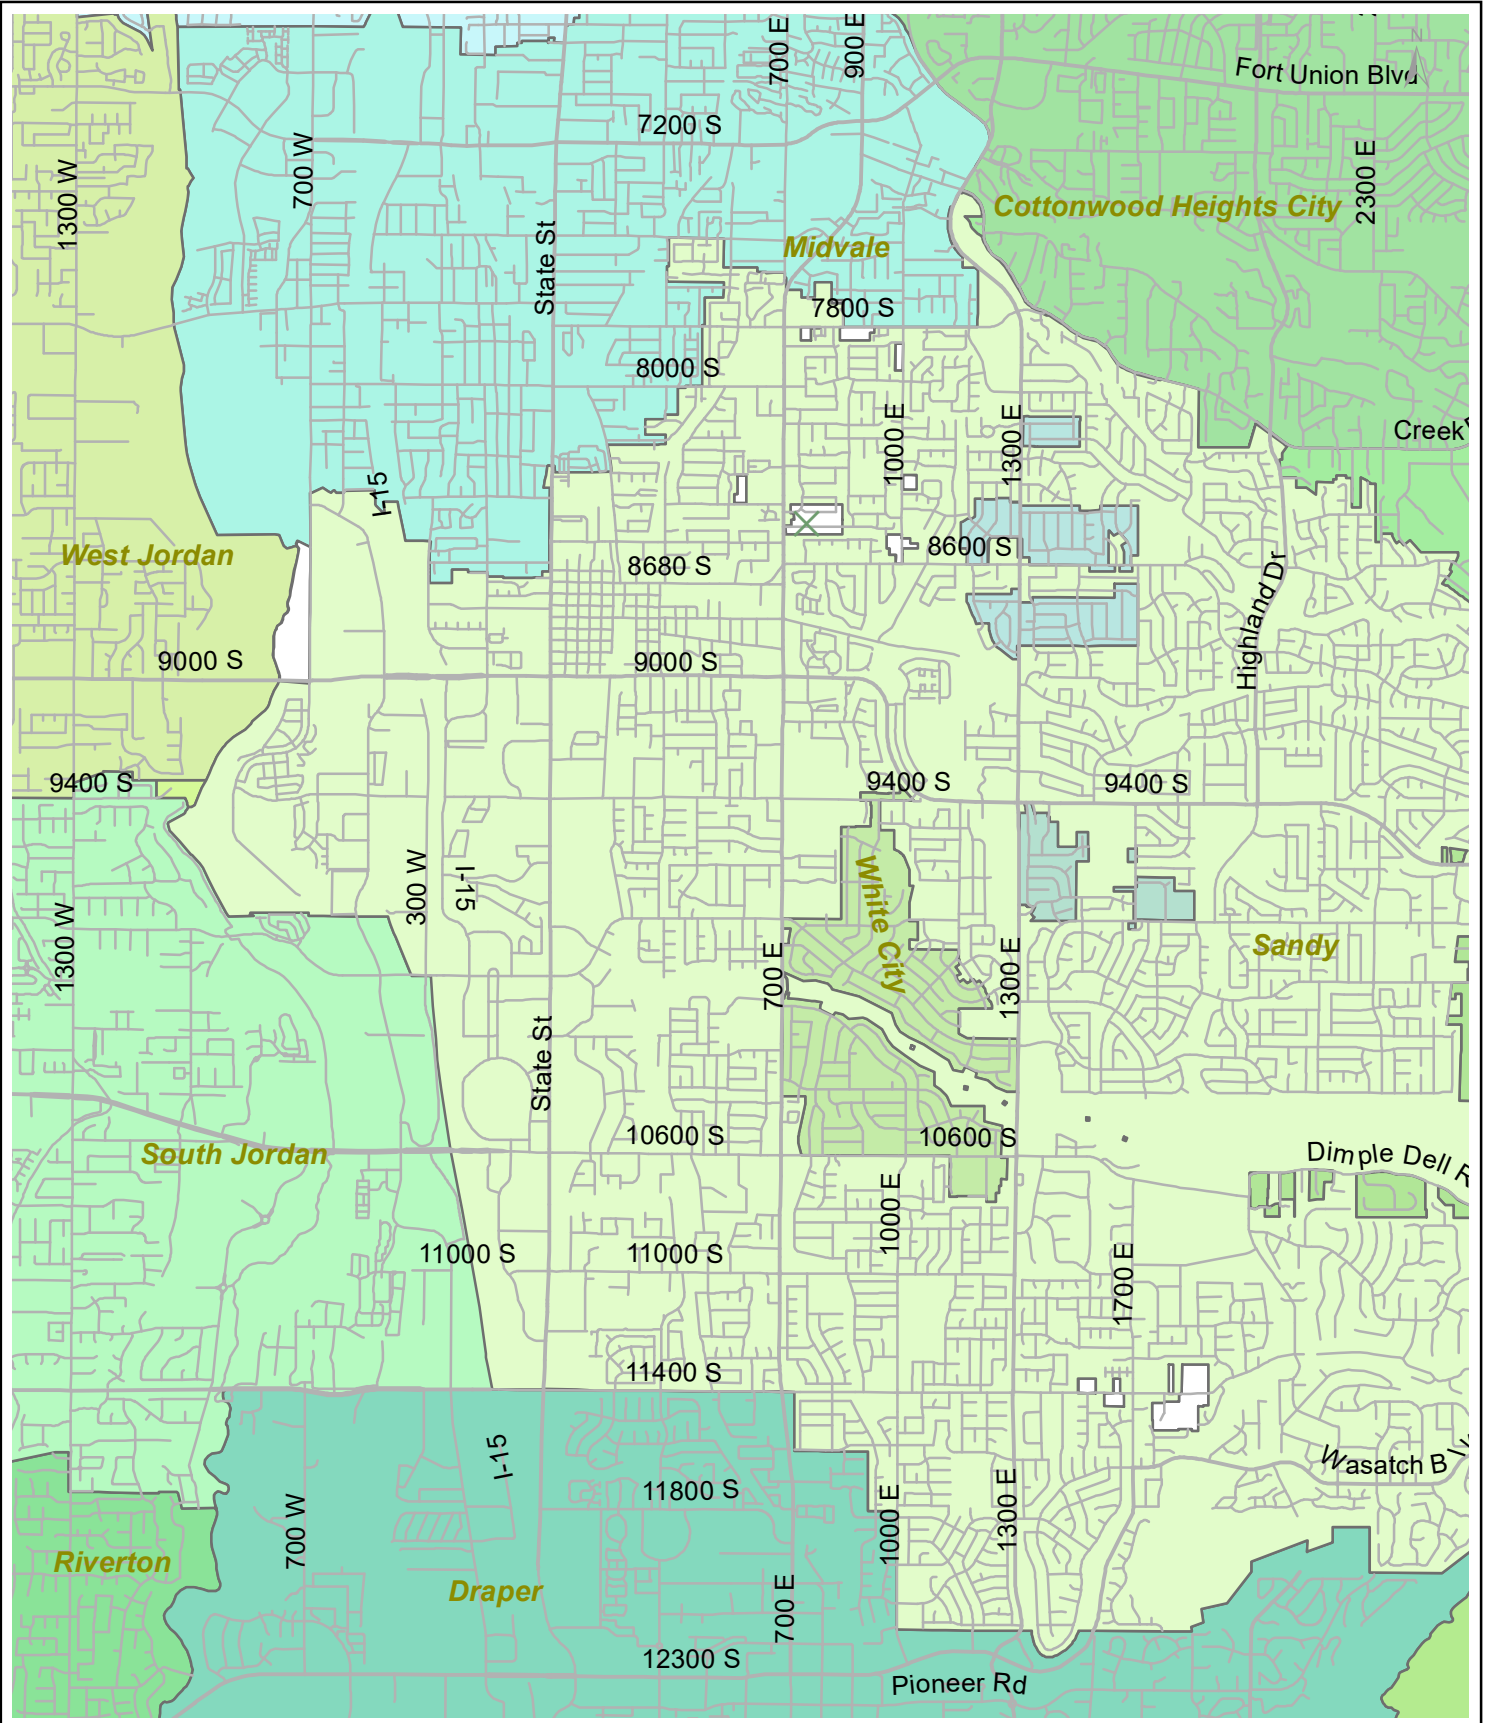 700 E
900 E
N
Fort Union Blvd
7200 S
1300 W
700 W
2300 E
Cottonwood Heights City
State St
Midvale
7800 S
8000 S
1000 E
1300 E
Creek
I-15
West Jordan
8600 S
8680 S
Highland Dr
9000 S
9000 S
9400 S
9400 S
9400 S
300 W
I-15
White City
1300 W
700 E
1300 E
Sandy
State St
10600 S
10600 S
South Jordan
Dimple Dell R
1000 E
11000 S
11000 S
1700 E
11400 S
I-15
Wasatch Blv
11800 S
700 W
1000 E
1300 E
Riverton
Draper
700 E
12300 S
Pioneer Rd